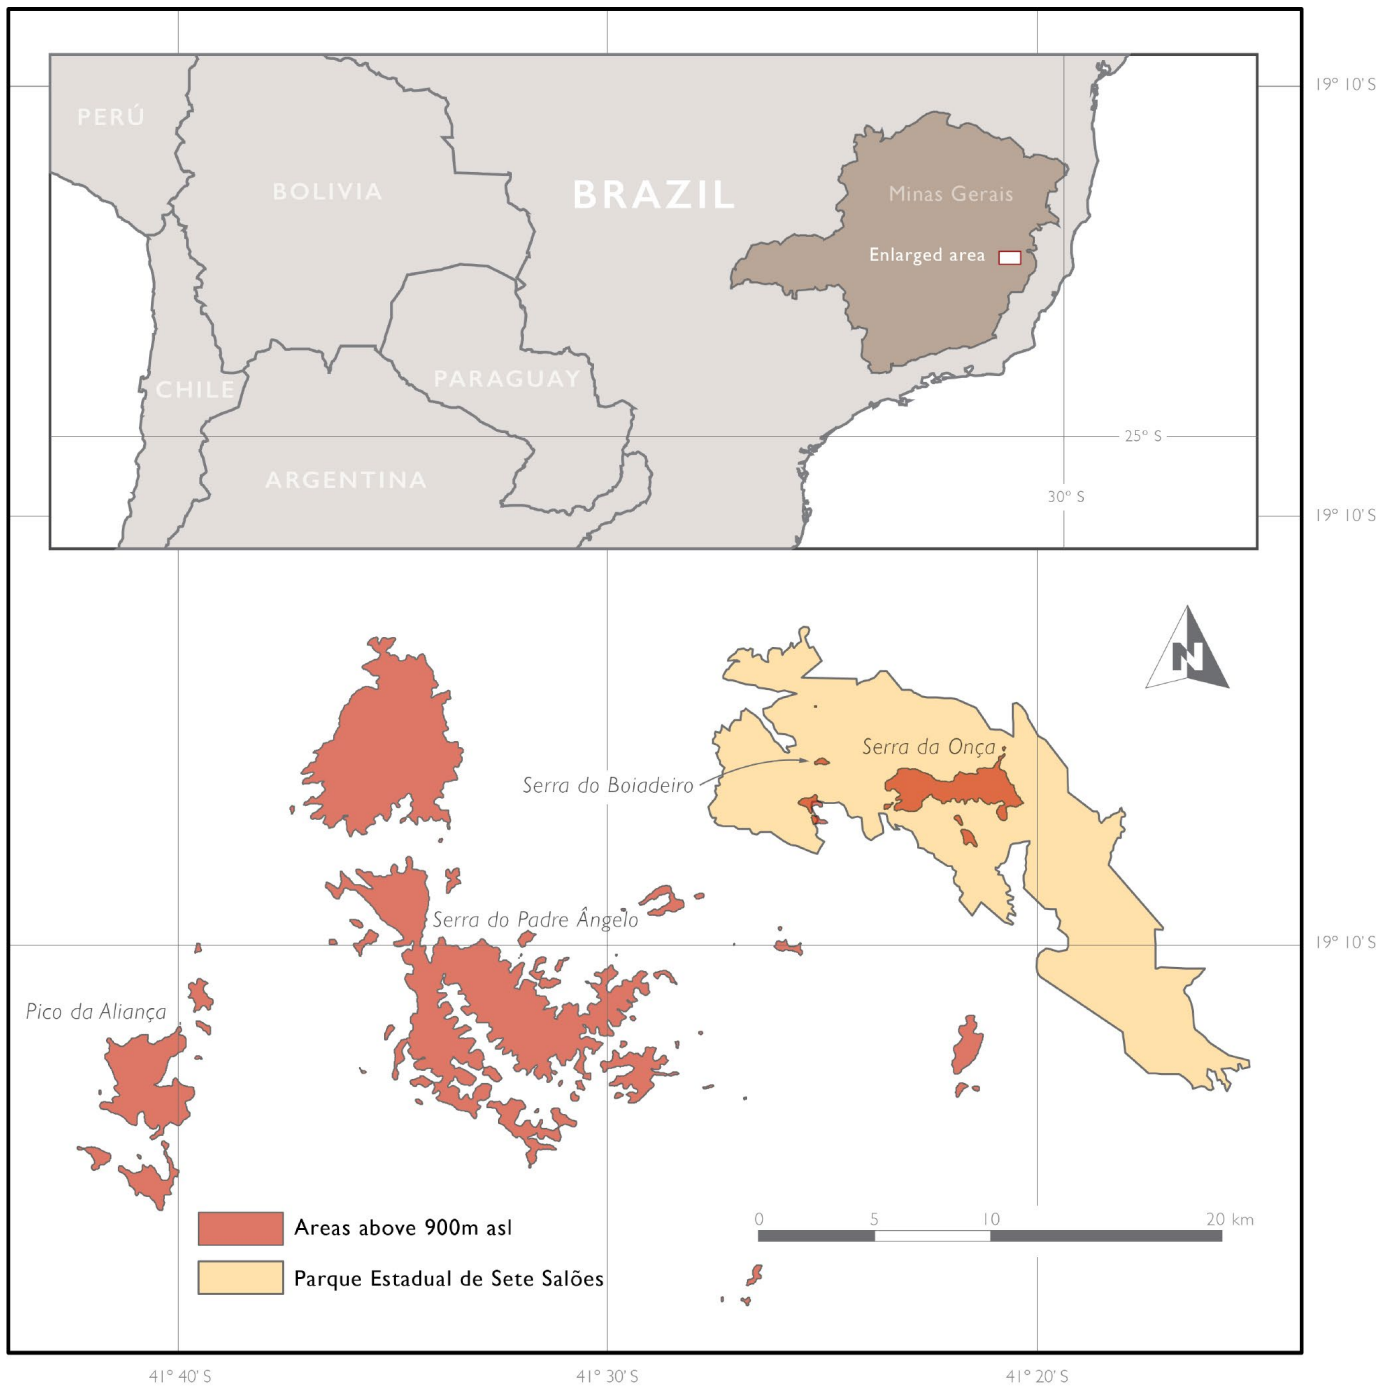 19° 10' S
PERÚ
BOLIVIA
BRAZIL
Minas Gerais
Enlarged area
CHILE
PARAGUAY
25° S
ARGENTINA
30° S
19° 10' S
N
Serra da Onça
Serra do Boiadeiro
Serra do Padre Ângelo
19° 10' S
Pico da Aliança
Areas above 900m asl
0 5 10 20 km
Parque Estadual de Sete Salões
41° 40' S 41° 30' S 41° 20' S